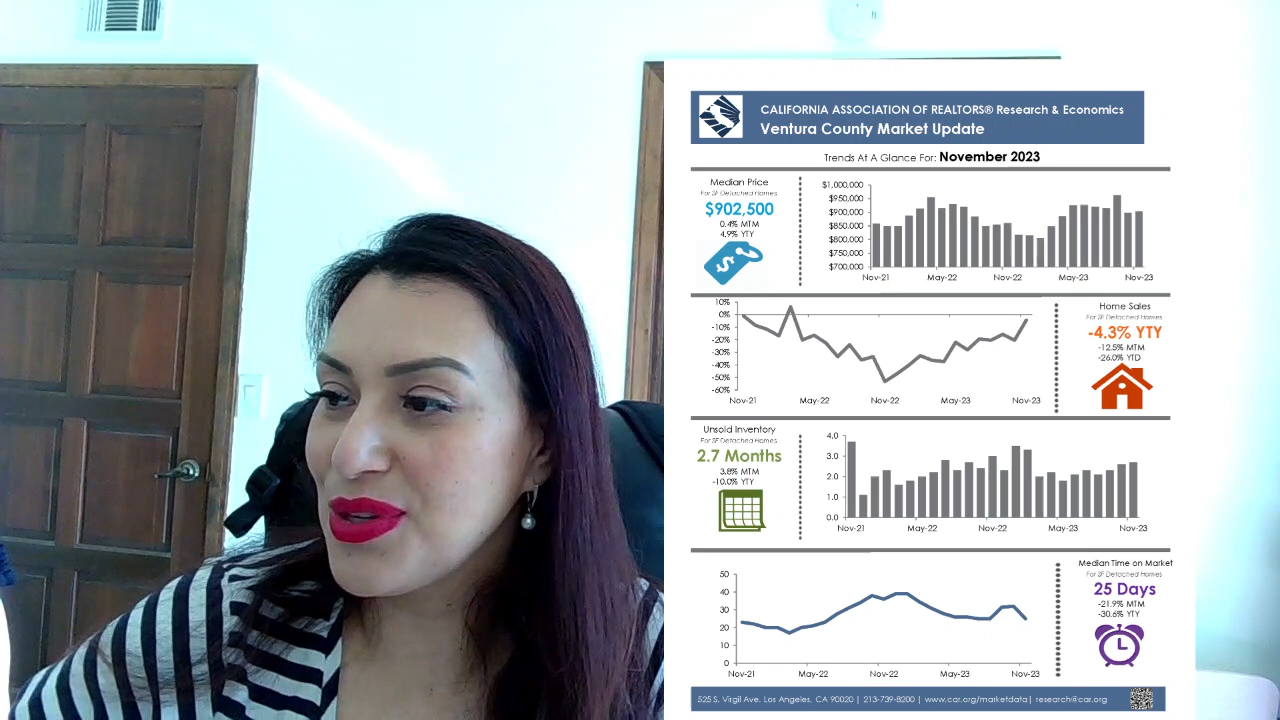 CALIFORNIA ASSOCIATION OF REALTORS® Research & Economics
Ventura County Market Update
Trends At A Glance For: November 2023
Median Price
For SF Detached Homes
$902,500
0.4% MTM
4.9% YTY
$
$1,000,000
$950,000
$900,000
$850,000
$800,000
$750,000
$700,000
Nov-21 May-22 Nov-22 May-23 Nov-23
10%
0%
-10%
-20%
-30%
-40%
-50%
-60%
Nov-21 May-22 Nov-22 May-23 Nov-23
Home Sales
For SF Detached Homes
-4.3% YTY
-12.5% MTM
-26.0% YTD
Unsold Inventory
For SF Detached Homes
2.7 Months
3.8% MTM
-10.0% YTY
4.0
3.0
2.0
1.0
0.0
Nov-21 May-22 Nov-22 May-23 Nov-23
50
40
30
20
10
0
Nov-21 May-22 Nov-22 May-23 Nov-23
Median Time on Market
For SF Detached Homes
25 Days
-21.9% MTM
-30.6% YTY
525 S. Virgil Ave. Los Angeles, CA 90020 | 213-739-8200 | www.car.org/marketdata| research@car.org